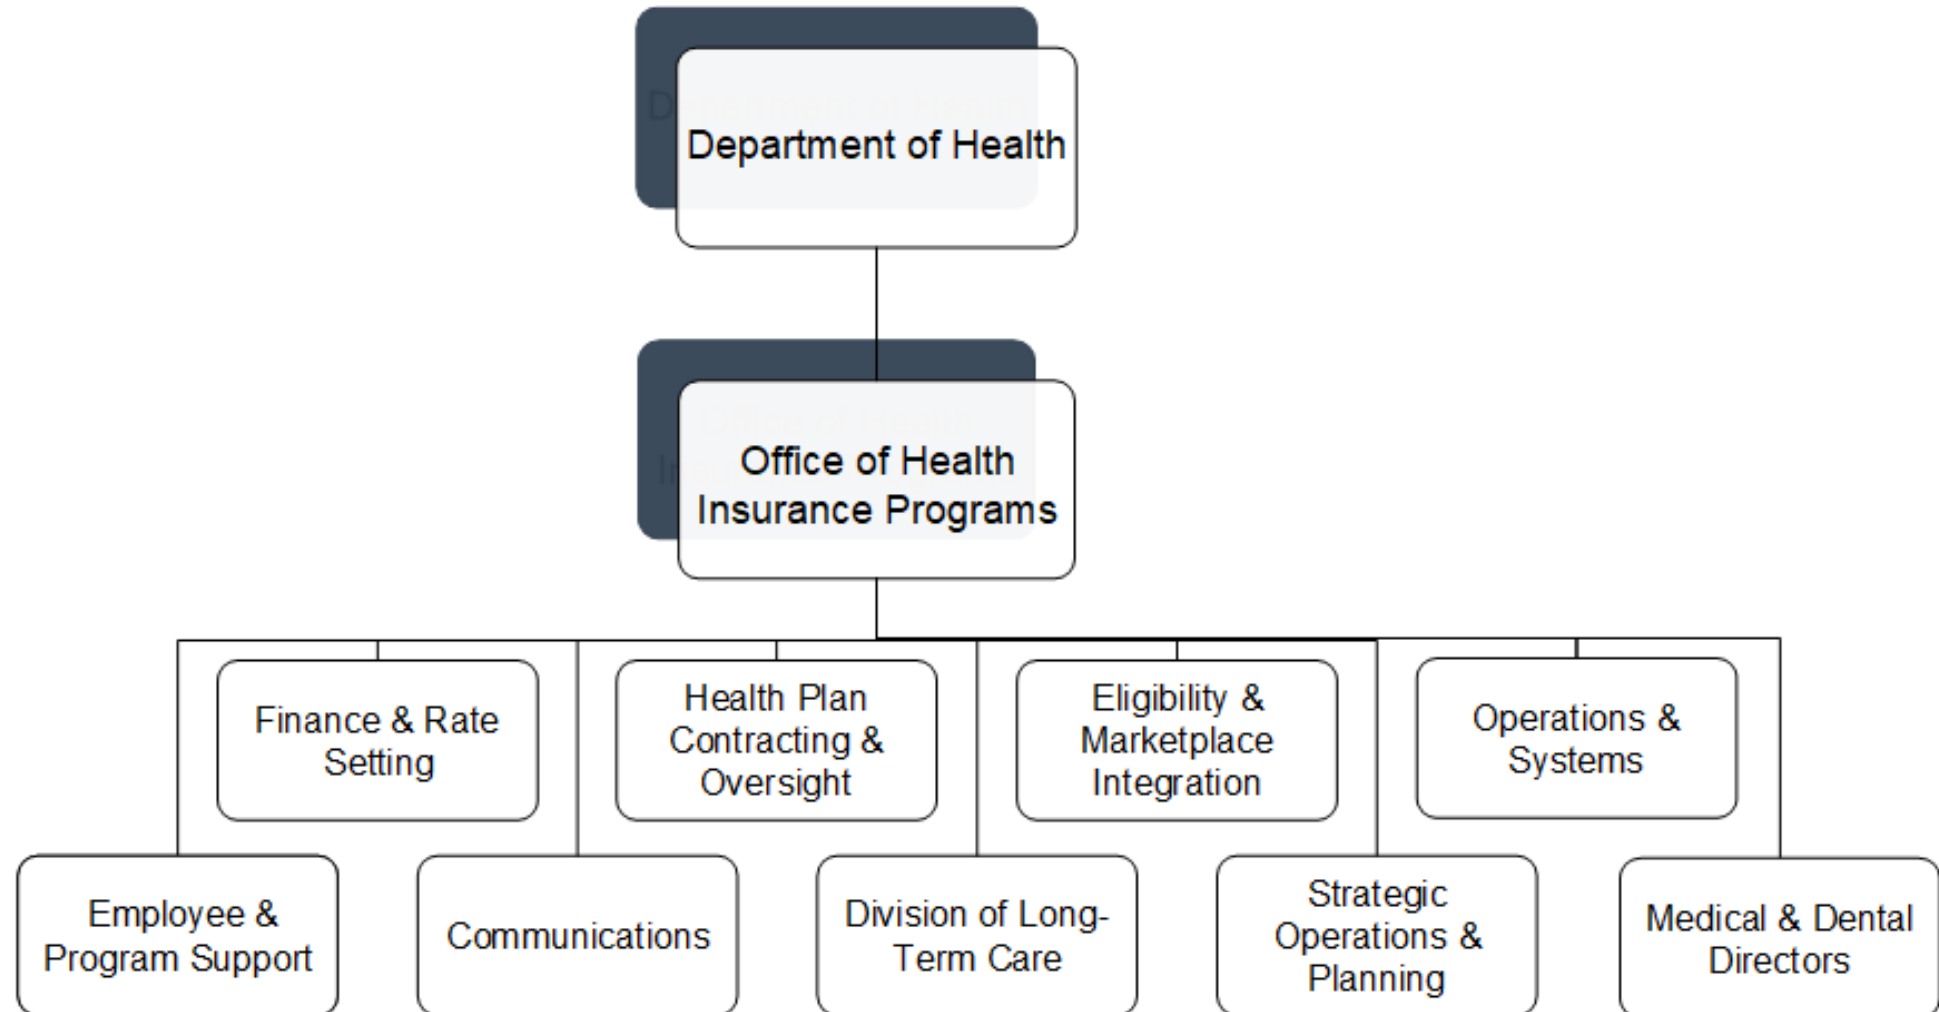 Department of Health
Office of Health
Insurance Programs
Finance & Rate
Setting
Health Plan
Contracting &
Oversight
Eligibility &
Marketplace
Integration
Operations &
Systems
Employee &
Program Support
Communications
Division of Long-
Term Care
Strategic
Operations &
Planning
Medical & Dental
Directors